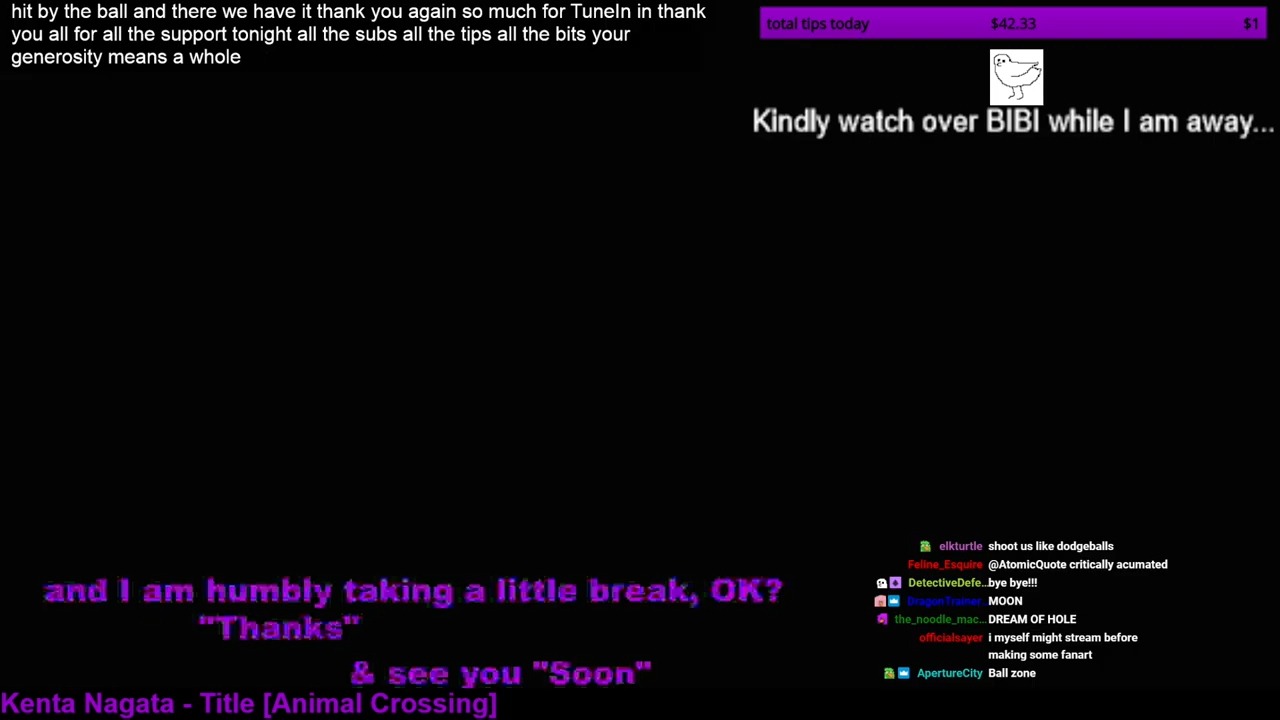 hit by the ball and there we have it thank you again so much for TuneIn in thank
you all for all the support tonight all the subs all the tips all the bits your
generosity means a whole
total tips today $42.33 $1
Kindly watch over BIBI while I am away...
elkturtle shoot us like dodgeballs
Feline_Esquire @AtomicQuote critically acumated
DetectiveDefe... bye bye!!!
DragonTrainer... MOON
the_noodle_mac... DREAM OF HOLE
officialsayer i myself might stream before
making some fanart
ApertureCity Ball zone
and I am humbly taking a little break, OK?
"Thanks"
& see you "Soon"
Kenta Nagata - Title [Animal Crossing]